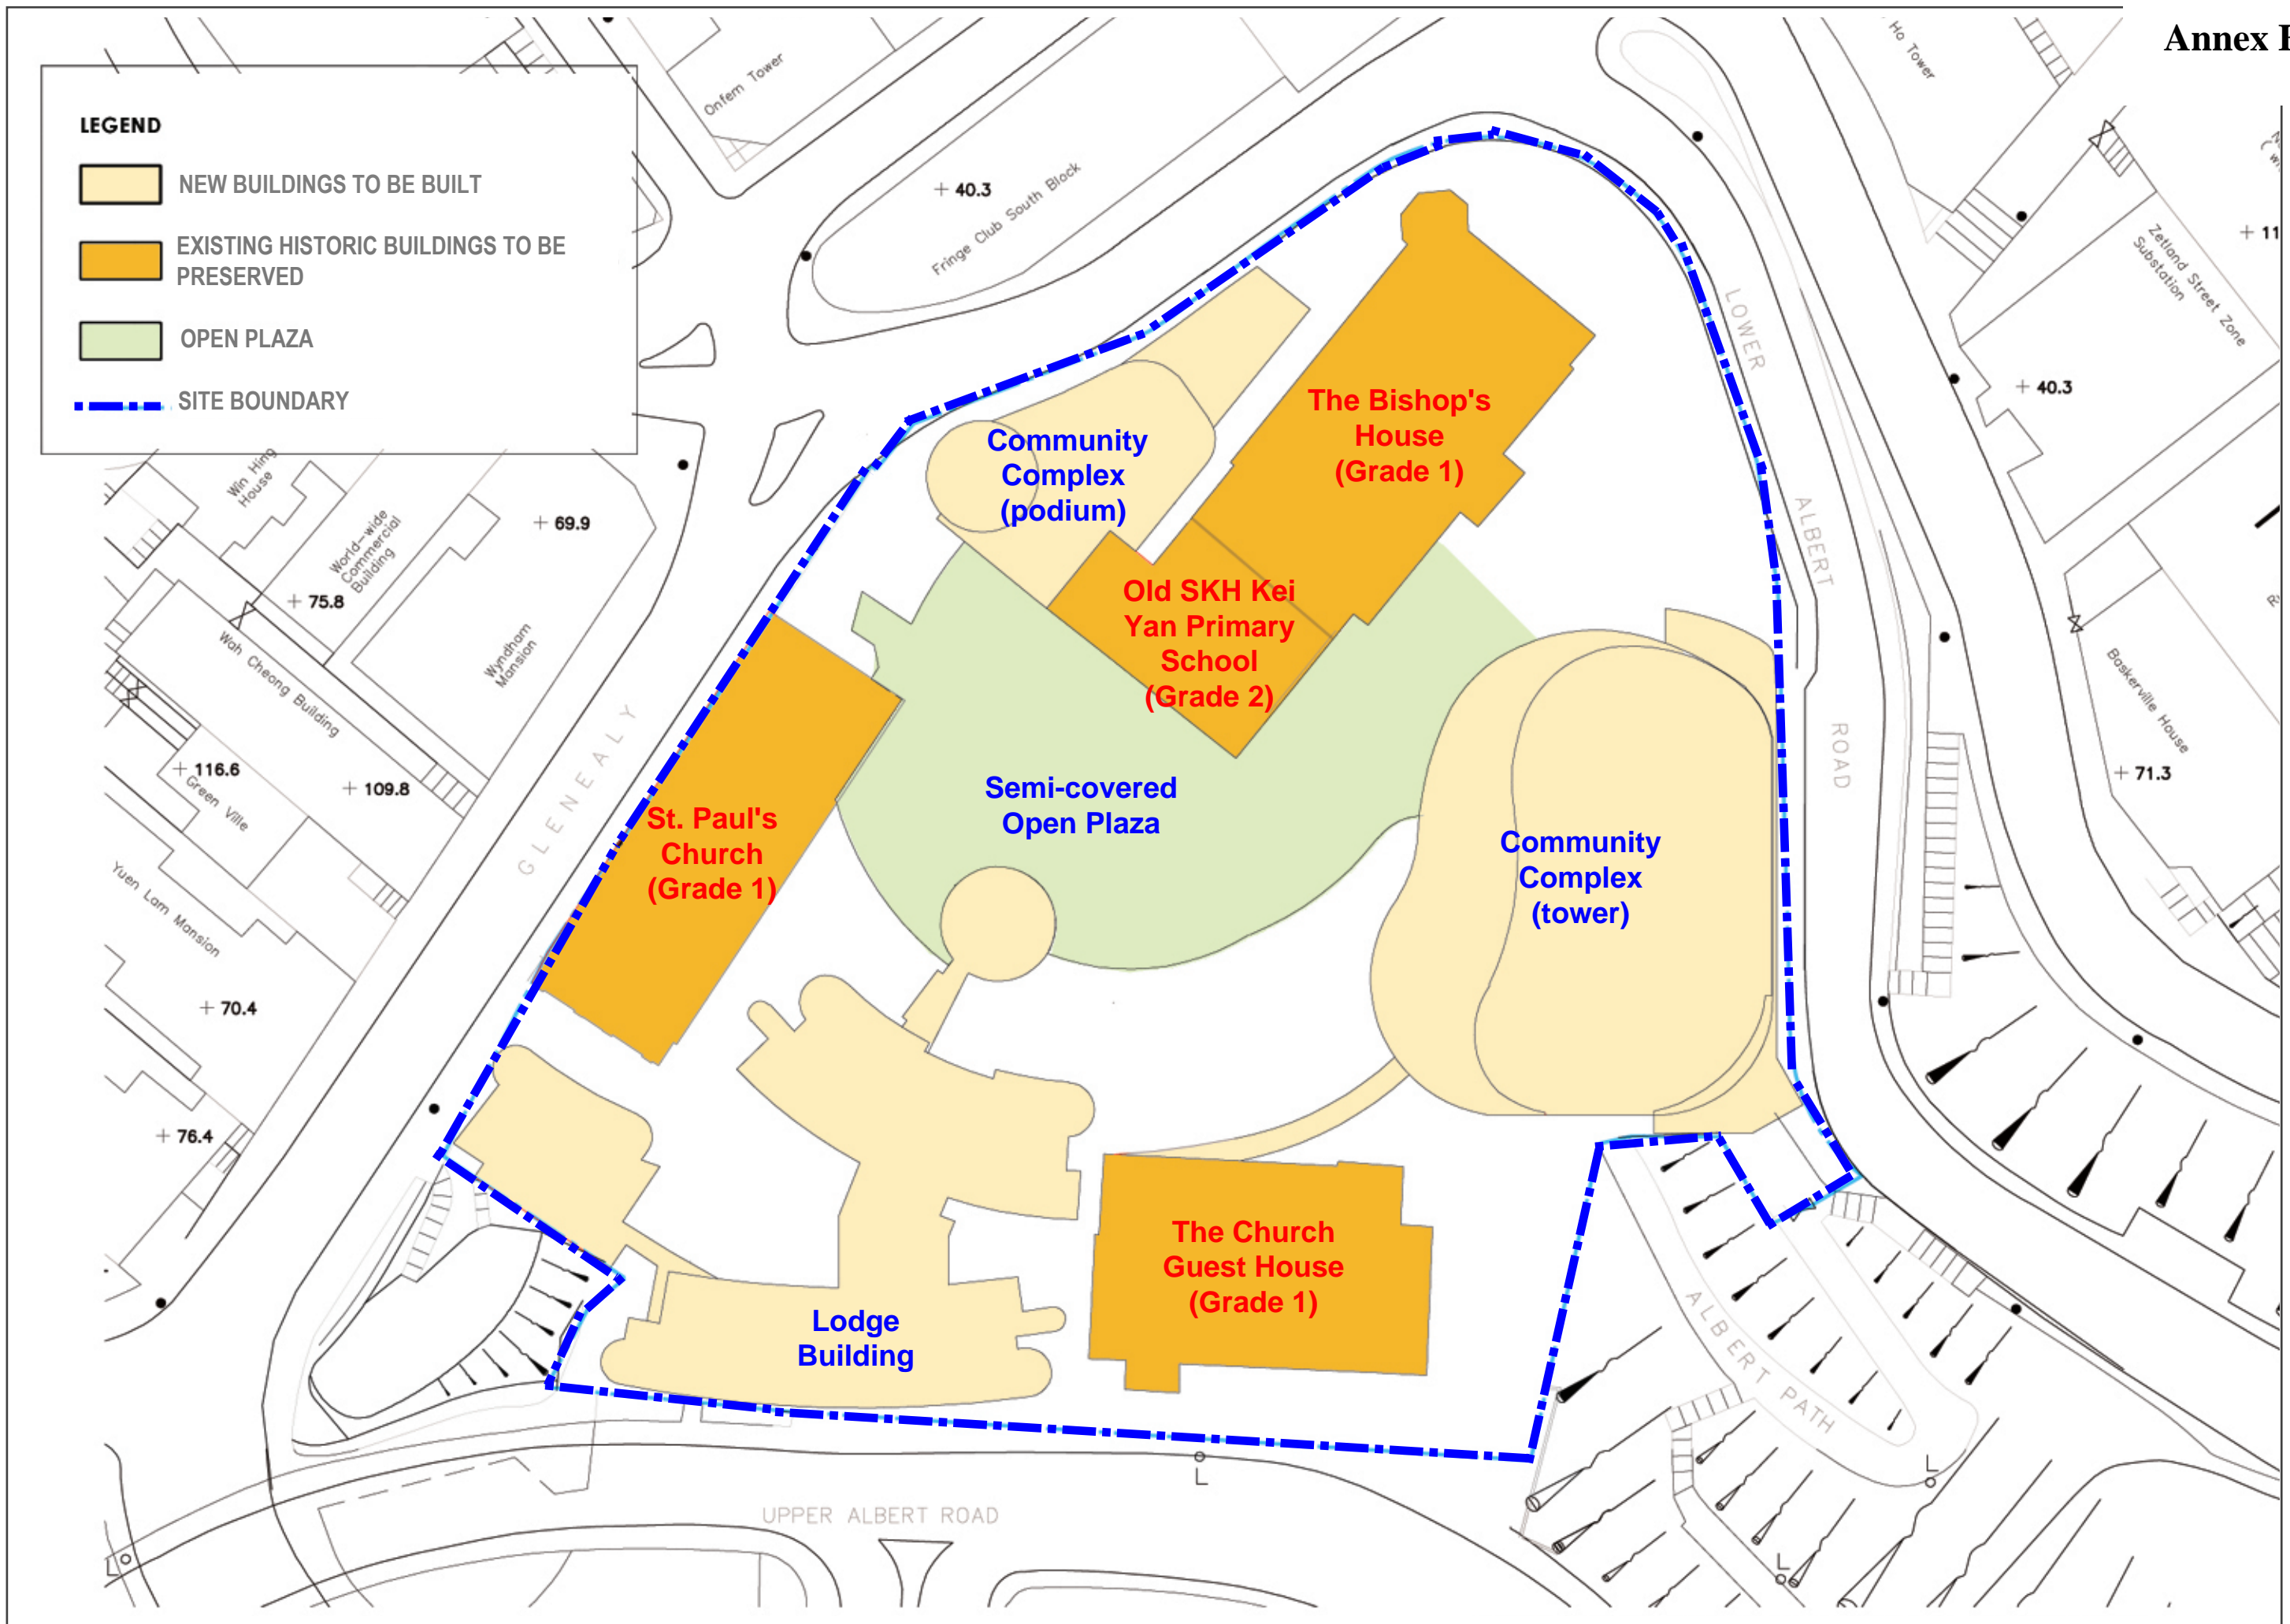 Annex
LEGEND
NEW BUILDINGS TO BE BUILT
EXISTING HISTORIC BUILDINGS TO BE
PRESERVED
OPEN PLAZA
SITE BOUNDARY
Onfem Tower
+ 40.3
Fringe Club South Block
Ho Tower
Zetland Street Zone
Substation
+ 11
+ 40.3
LOWER
ALBERT
ROAD
The Bishop's
House
(Grade 1)
Community
Complex
(podium)
Win Hing
House
World-wide
Commercial
Building
+ 69.9
+ 75.8
Wyndham
Mansion
Wah Cheong Building
Old SKH Kei
Yan Primary
School
(Grade 2)
Baskerville House
+ 71.3
+ 116.6
Green Ville
+ 109.8
GLENEALY
St. Paul's
Church
(Grade 1)
Semi-covered
Open Plaza
Community
Complex
(tower)
Yuen Lam Mansion
+ 70.4
+ 76.4
The Church
Guest House
(Grade 1)
Lodge
Building
ALBERT PATH
L
L
UPPER ALBERT ROAD
L
L